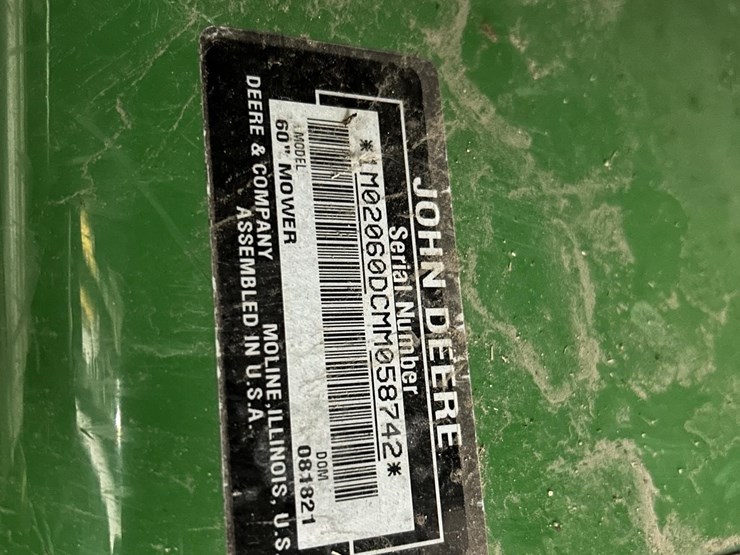 JOHN DEERE
Serial Number
*1M02060DCMM058742*
MODEL DOM
60" MOWER 081821
DEERE & COMPANY MOLINE, ILLINOIS, U.S
ASSEMBLED IN U.S.A.